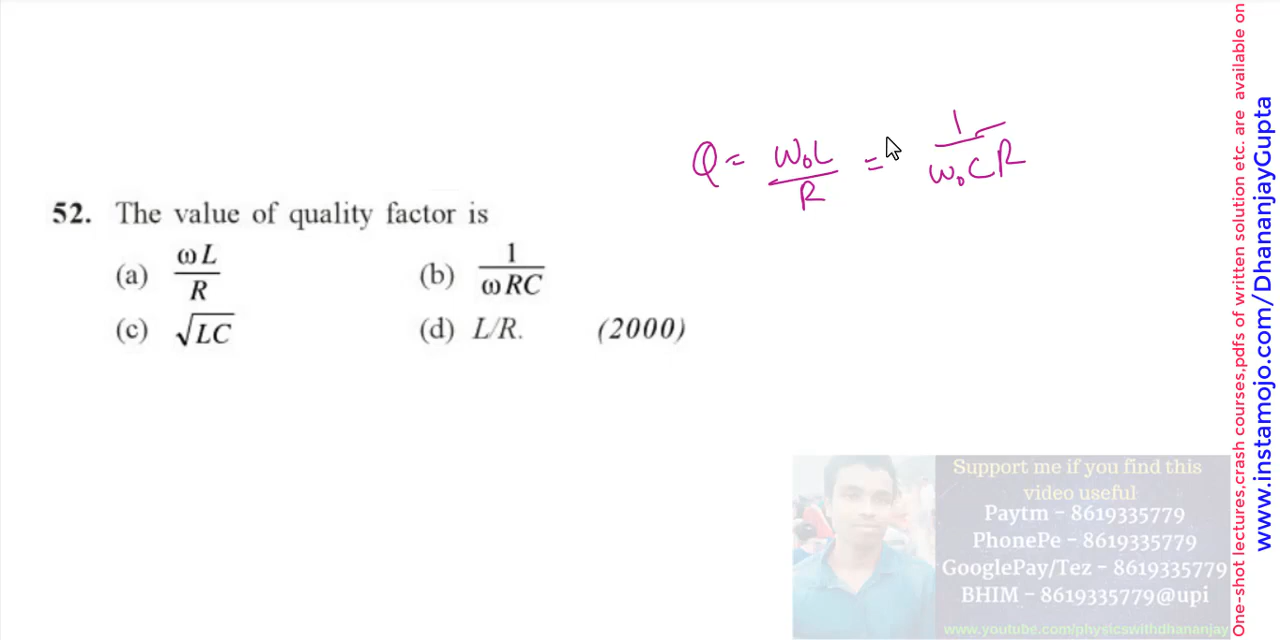 Q = ω₀L / R = 1 / ω₀CR
52. The value of quality factor is
(a) ωL / R (b) 1 / ωRC
(c) √LC (d) L/R. (2000)
Support me if you find this
video useful
Paytm – 8619335779
PhonePe – 8619335779
GooglePay/Tez – 8619335779
BHIM – 8619335779@upi
www.youtube.com/physicswithdhananjay
One-shot lectures,crash courses,pdfs of written solution etc. are available on
www.instamojo.com/DhananjayGupta